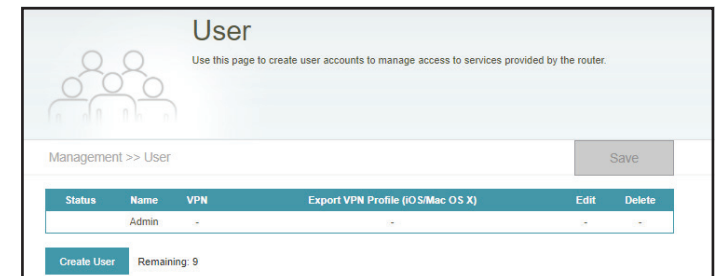 User
Use this page to create user accounts to manage access to services provided by the router.
Management >> User
Save
Status Name VPN Export VPN Profile (iOS/Mac OS X) Edit Delete
Admin - - - -
Create User Remaining: 9